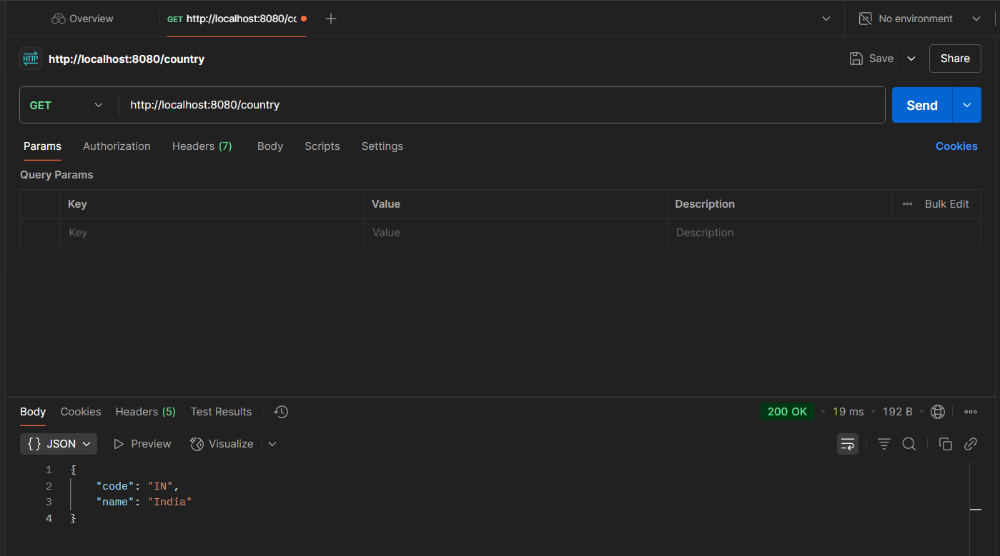 Overview GET http://localhost:8080/cc No environment
HTTP http://localhost:8080/country Save Share
GET http://localhost:8080/country Send
Params Authorization Headers (7) Body Scripts Settings Cookies
Query Params
Key Value Description Bulk Edit
Key Value Description
Body Cookies Headers (5) Test Results 200 OK • 19 ms • 192 B •
{} JSON Preview Visualize
1 {
2 "code": "IN",
3 "name": "India"
4 }